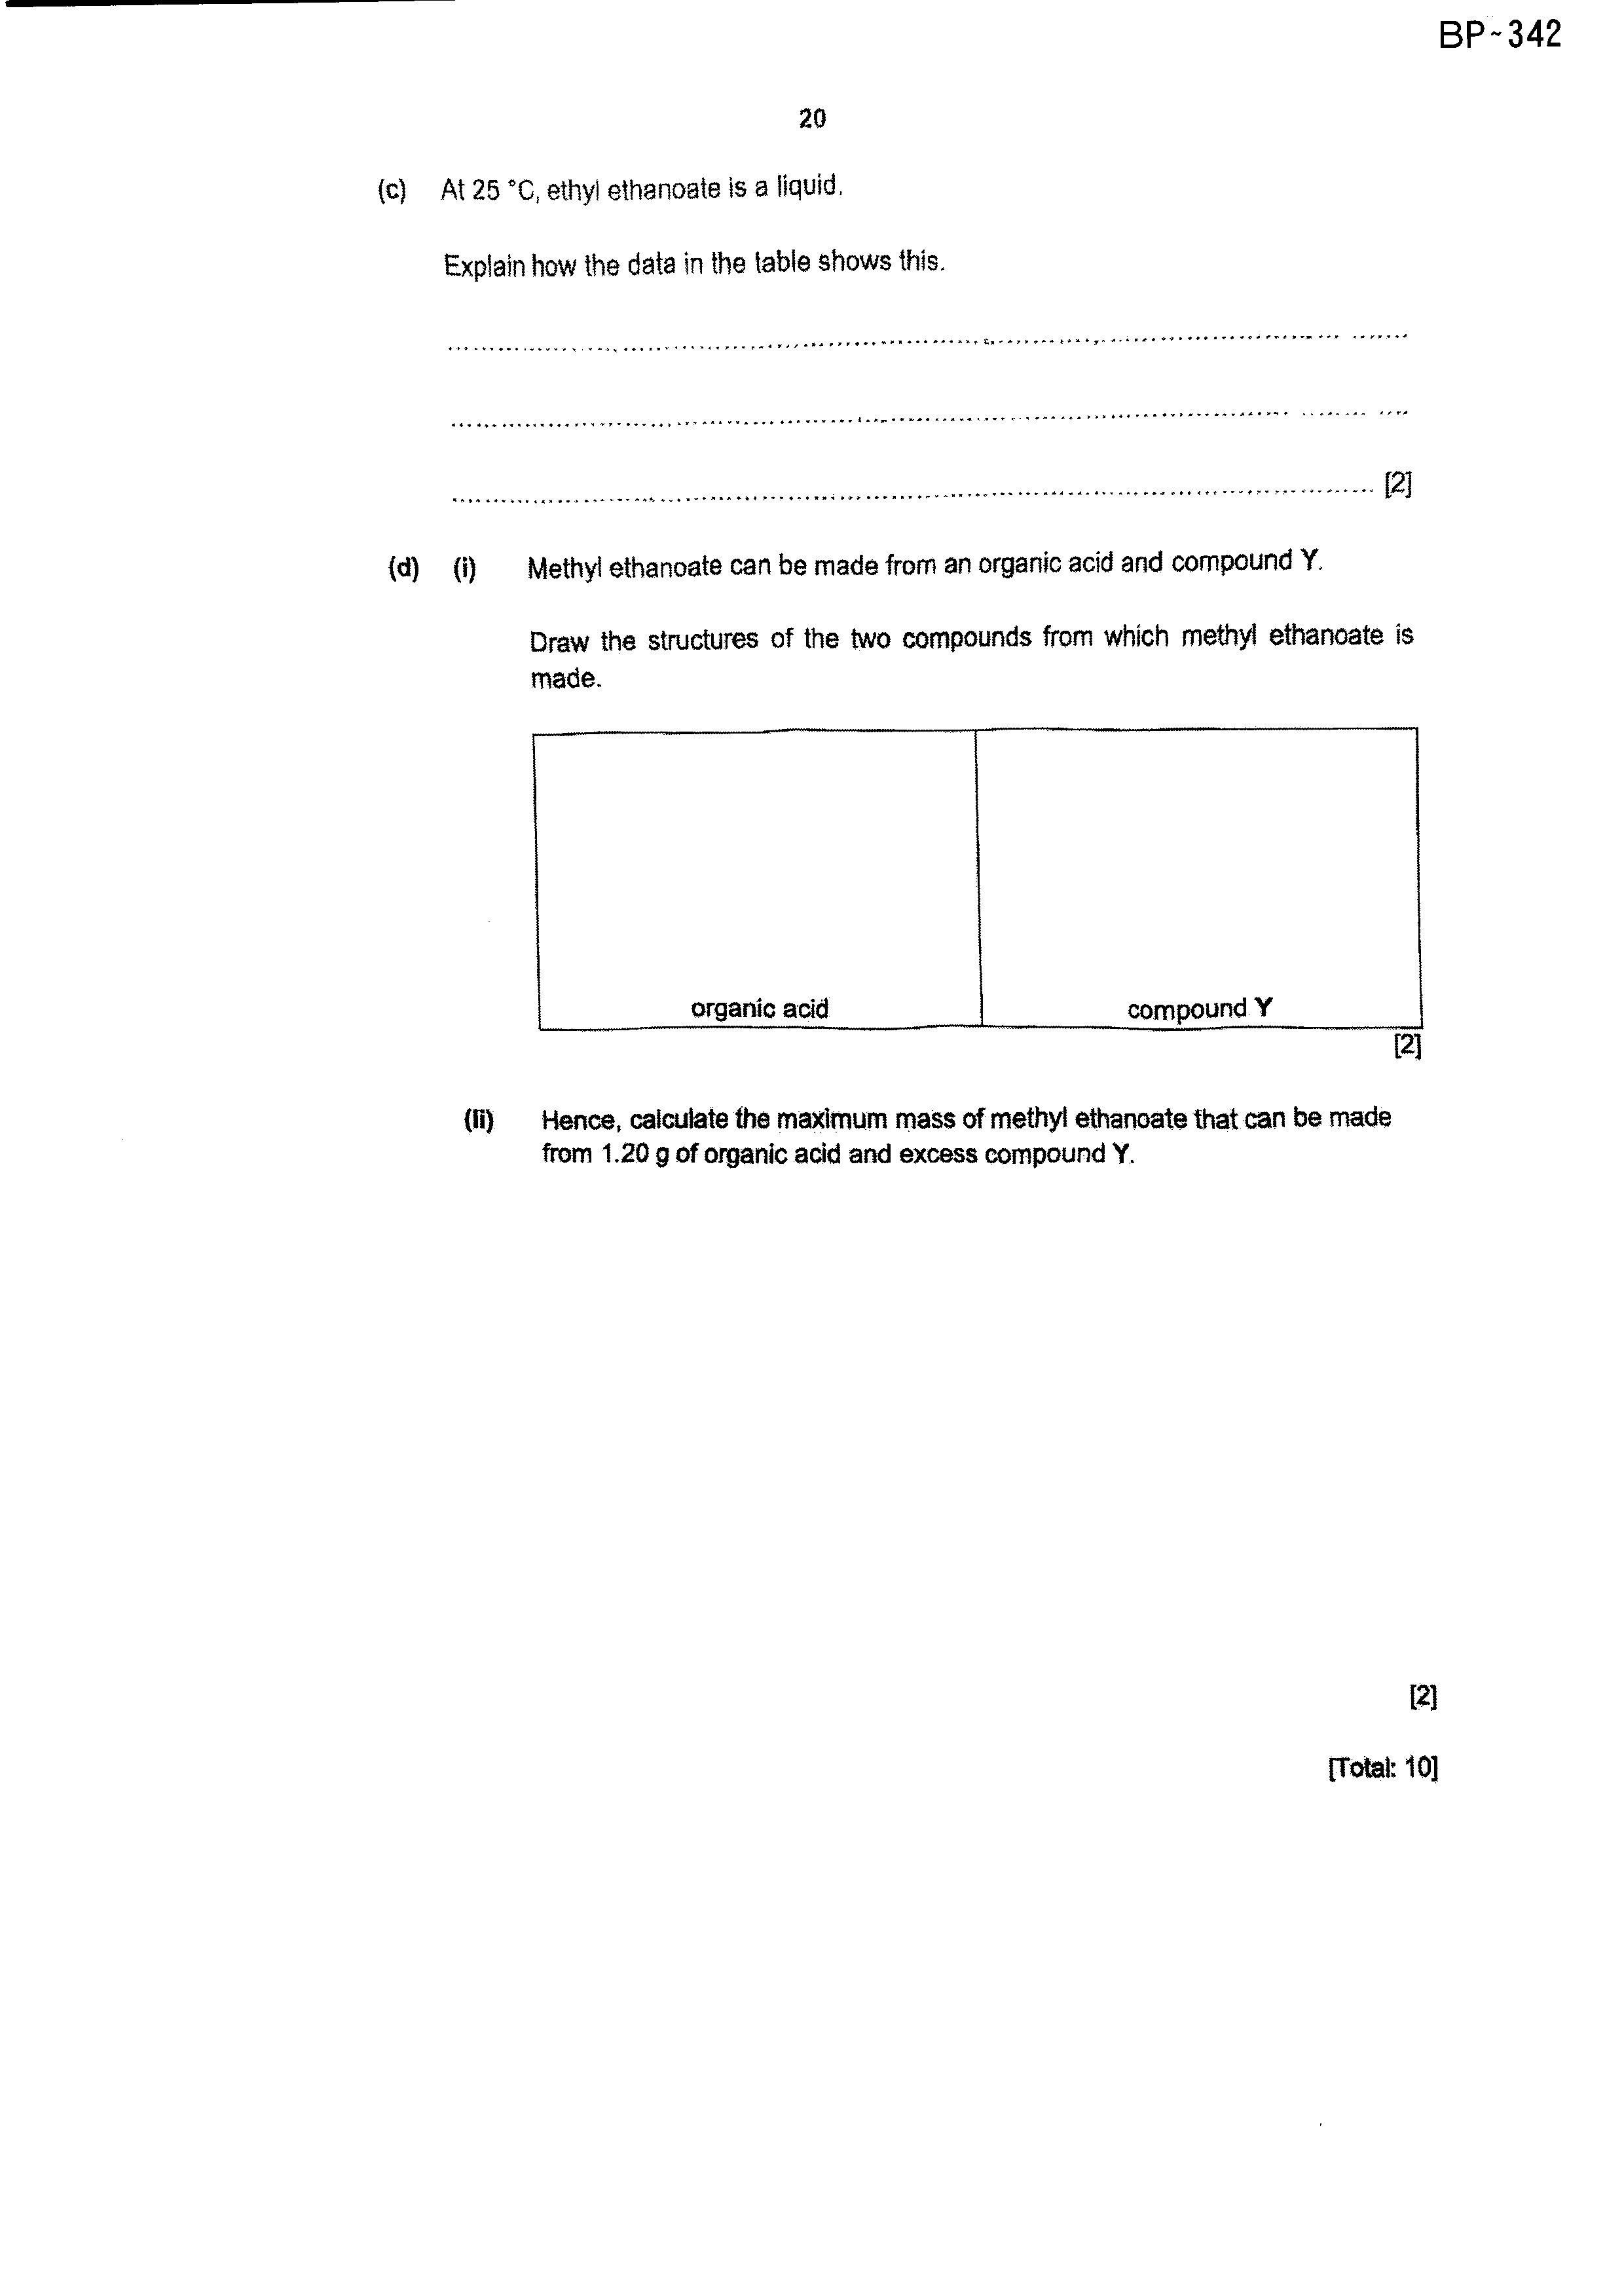 BP~342
20
(c) At 25 °C, ethyl ethanoate is a liquid.
Explain how the data in the table shows this.
[2]
(d) (i) Methyl ethanoate can be made from an organic acid and compound Y.
Draw the structures of the two compounds from which methyl ethanoate is
made.
organic acid compound Y
[2]
(ii) Hence, calculate the maximum mass of methyl ethanoate that can be made
from 1.20 g of organic acid and excess compound Y.
[2]
[Total: 10]